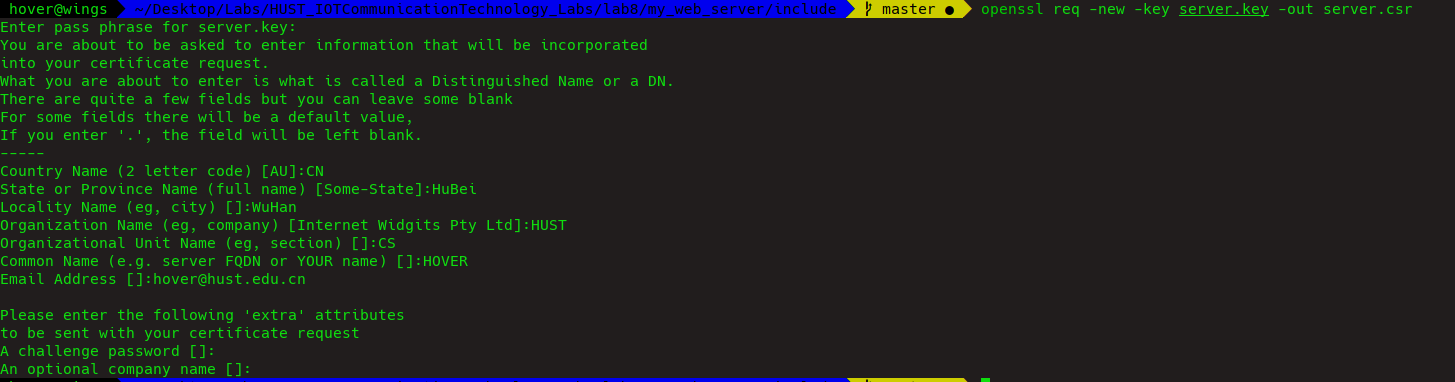 hover@wings ~/Desktop/Labs/HUST_IOTCommunicationTechnology_Labs/lab8/my_web_server/include master ● openssl req -new -key server.key -out server.csr
Enter pass phrase for server.key:
You are about to be asked to enter information that will be incorporated
into your certificate request.
What you are about to enter is what is called a Distinguished Name or a DN.
There are quite a few fields but you can leave some blank
For some fields there will be a default value,
If you enter '.', the field will be left blank.
-----
Country Name (2 letter code) [AU]:CN
State or Province Name (full name) [Some-State]:HuBei
Locality Name (eg, city) []:WuHan
Organization Name (eg, company) [Internet Widgits Pty Ltd]:HUST
Organizational Unit Name (eg, section) []:CS
Common Name (e.g. server FQDN or YOUR name) []:HOVER
Email Address []:hover@hust.edu.cn
Please enter the following 'extra' attributes
to be sent with your certificate request
A challenge password []:
An optional company name []: